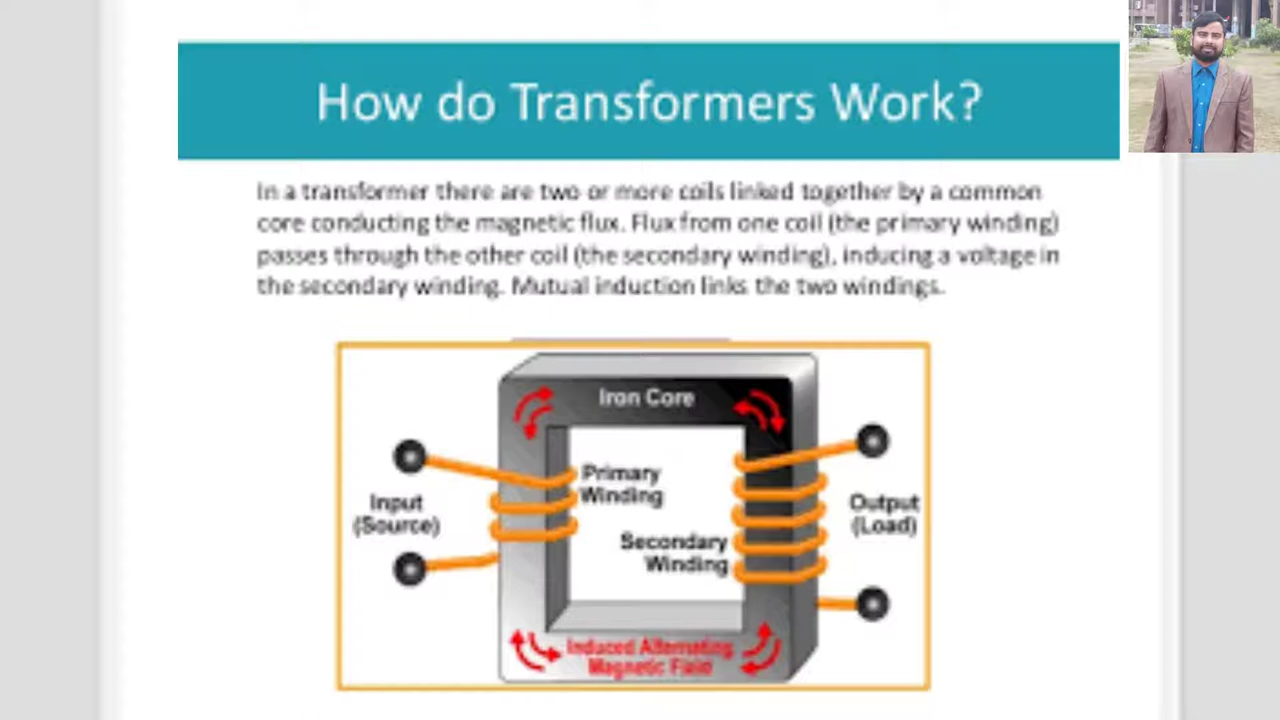 How do Transformers Work?
In a transformer there are two or more coils linked together by a common
core conducting the magnetic flux. Flux from one coil (the primary winding)
passes through the other coil (the secondary winding), inducing a voltage in
the secondary winding. Mutual induction links the two windings.
Iron Core
Primary
Winding
Input
(Source)
Output
(Load)
Secondary
Winding
Induced Alternating
Magnetic Field